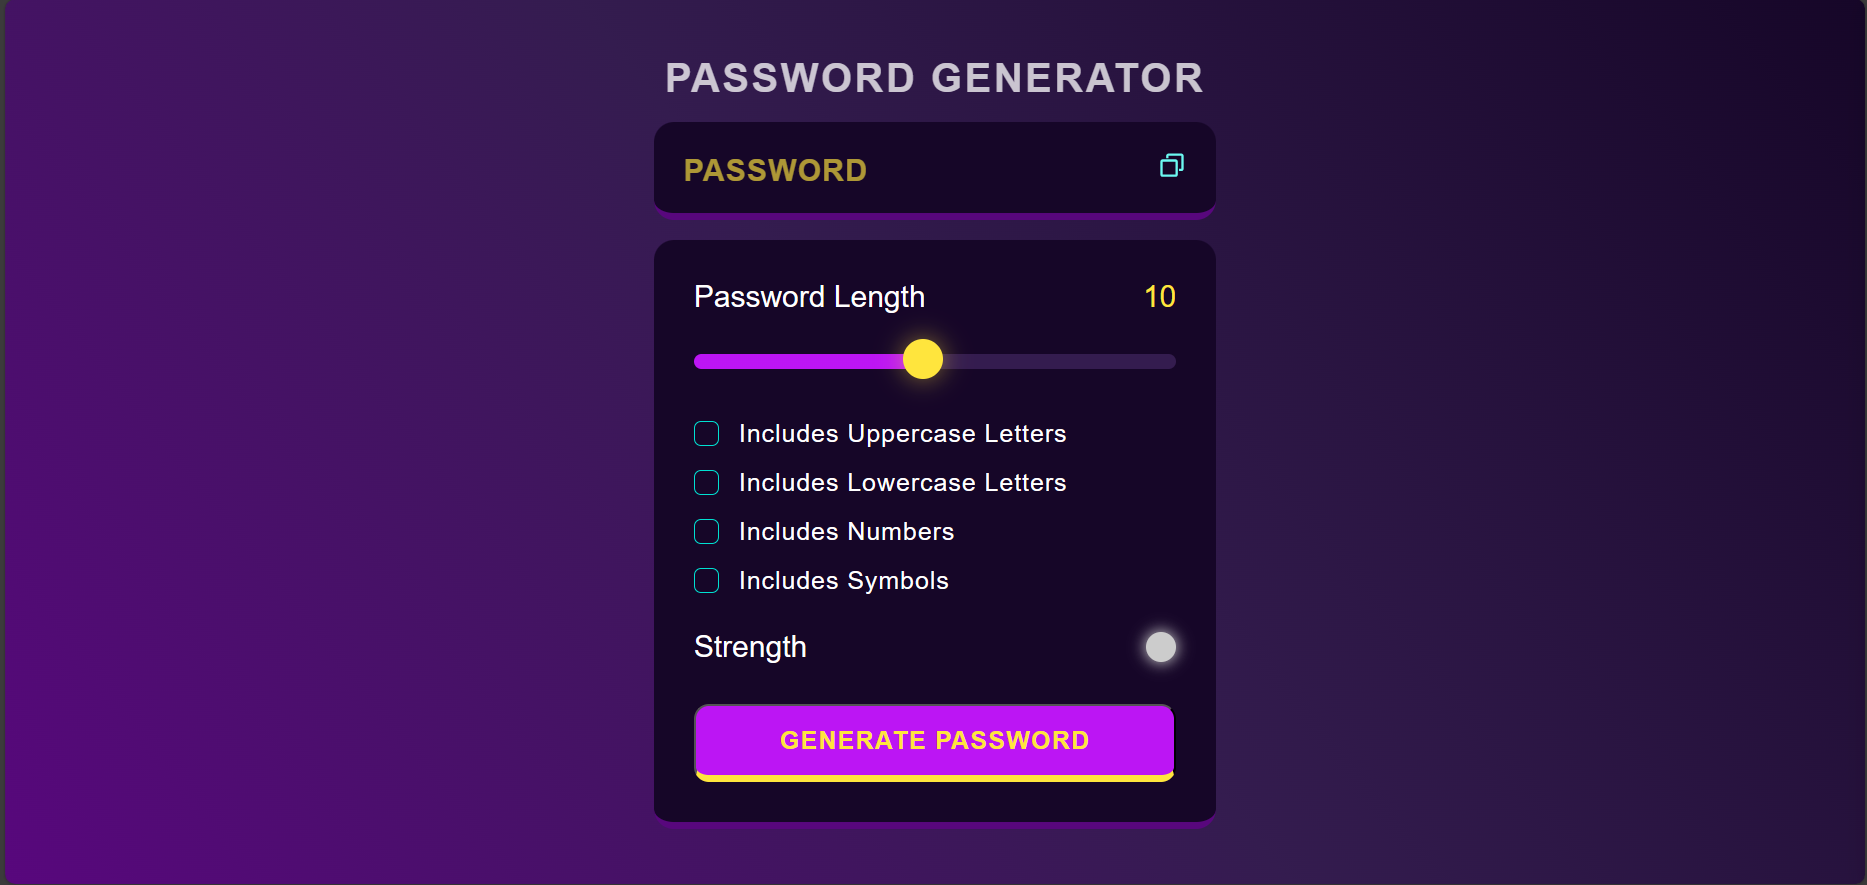 PASSWORD GENERATOR
PASSWORD
Password Length 10
Includes Uppercase Letters
Includes Lowercase Letters
Includes Numbers
Includes Symbols
Strength
GENERATE PASSWORD